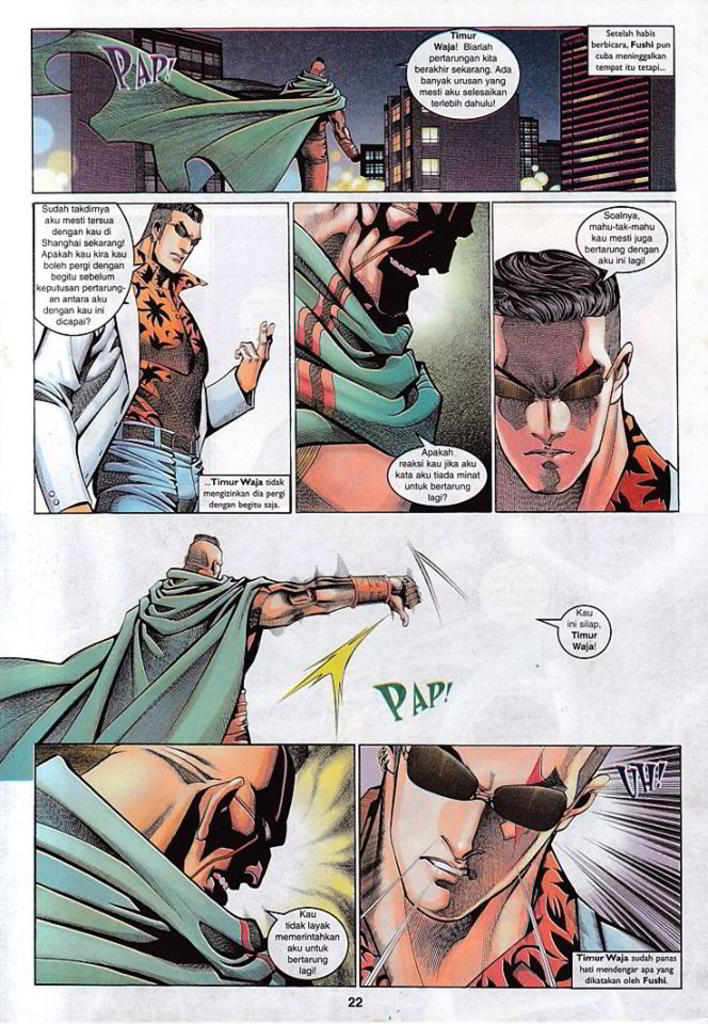 PAP!
Timur
Waja! Biarlah
pertarungan kita
berakhir sekarang. Ada
banyak urusan yang
mesti aku selesaikan
terlebih dahulu!
Setelah habis
berbicara, Fushi pun
cuba meninggalkan
tempat itu tetapi...
Sudah takdirnya
aku mesti tersua
dengan kau di
Shanghai sekarang!
Apakah kau kira kau
boleh pergi dengan
begitu sebelum
keputusan pertarung-
an antara aku
dengan kau ini
dicapai?
...Timur Waja tidak
mengizinkan dia pergi
dengan begitu saja.
Apakah
reaksi kau jika aku
kata aku tiada minat
untuk bertarung
lagi?
Soalnya,
mahu-tak-mahu
kau mesti juga
bertarung dengan
aku ini lagi!
Kau
ini silap,
Timur
Waja!
PAP!
Kau
tidak layak
memerintahkan
aku untuk
bertarung
lagi!
UH!
Timur Waja sudah panas
hati mendengar apa yang
dikatakan oleh Fushi.
22